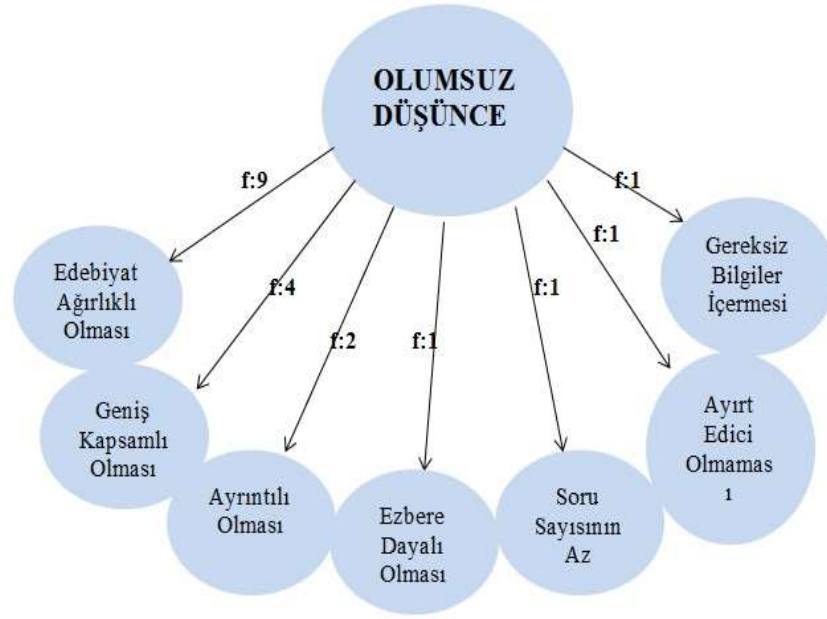 OLUMSUZ
DÜŞÜNCE
f:9
f:4
f:2
f:1
f:1
f:1
f:1
Edebiyat
Ağırlıklı
Olması
Geniş
Kapsamlı
Olması
Ayrıntılı
Olması
Ezbere
Dayalı
Olması
Soru
Sayısının
Az
Ayırt
Edici
Olmamas
ı
Gereksiz
Bilgiler
İçermesi